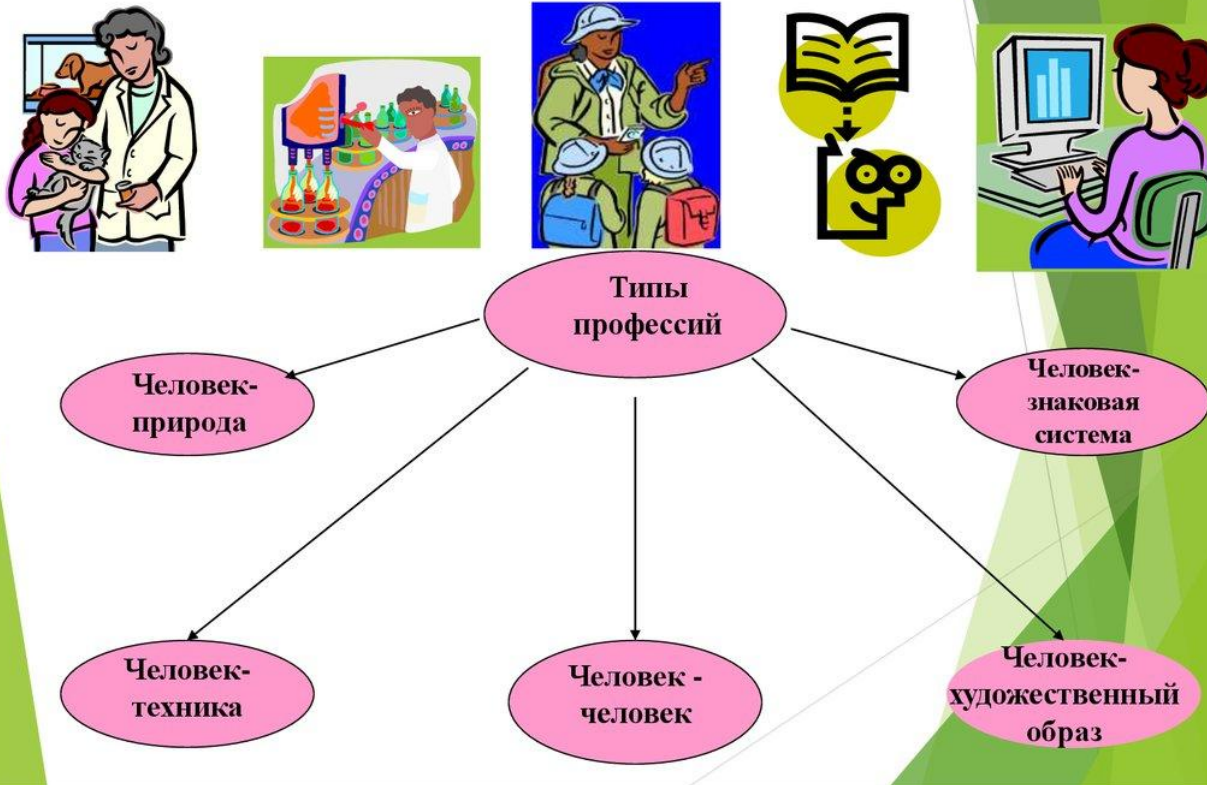 Типы
профессий
Человек-
природа
Человек-
знаковая
система
Человек-
техника
Человек -
человек
Человек-
художественный
образ